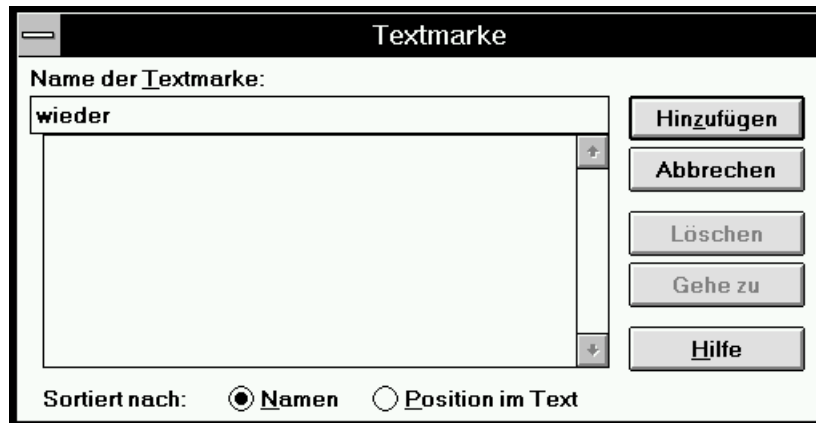 Textmarke
Name der Textmarke:
wieder
Hinzufügen
Abbrechen
Löschen
Gehe zu
Hilfe
Sortiert nach: Namen Position im Text